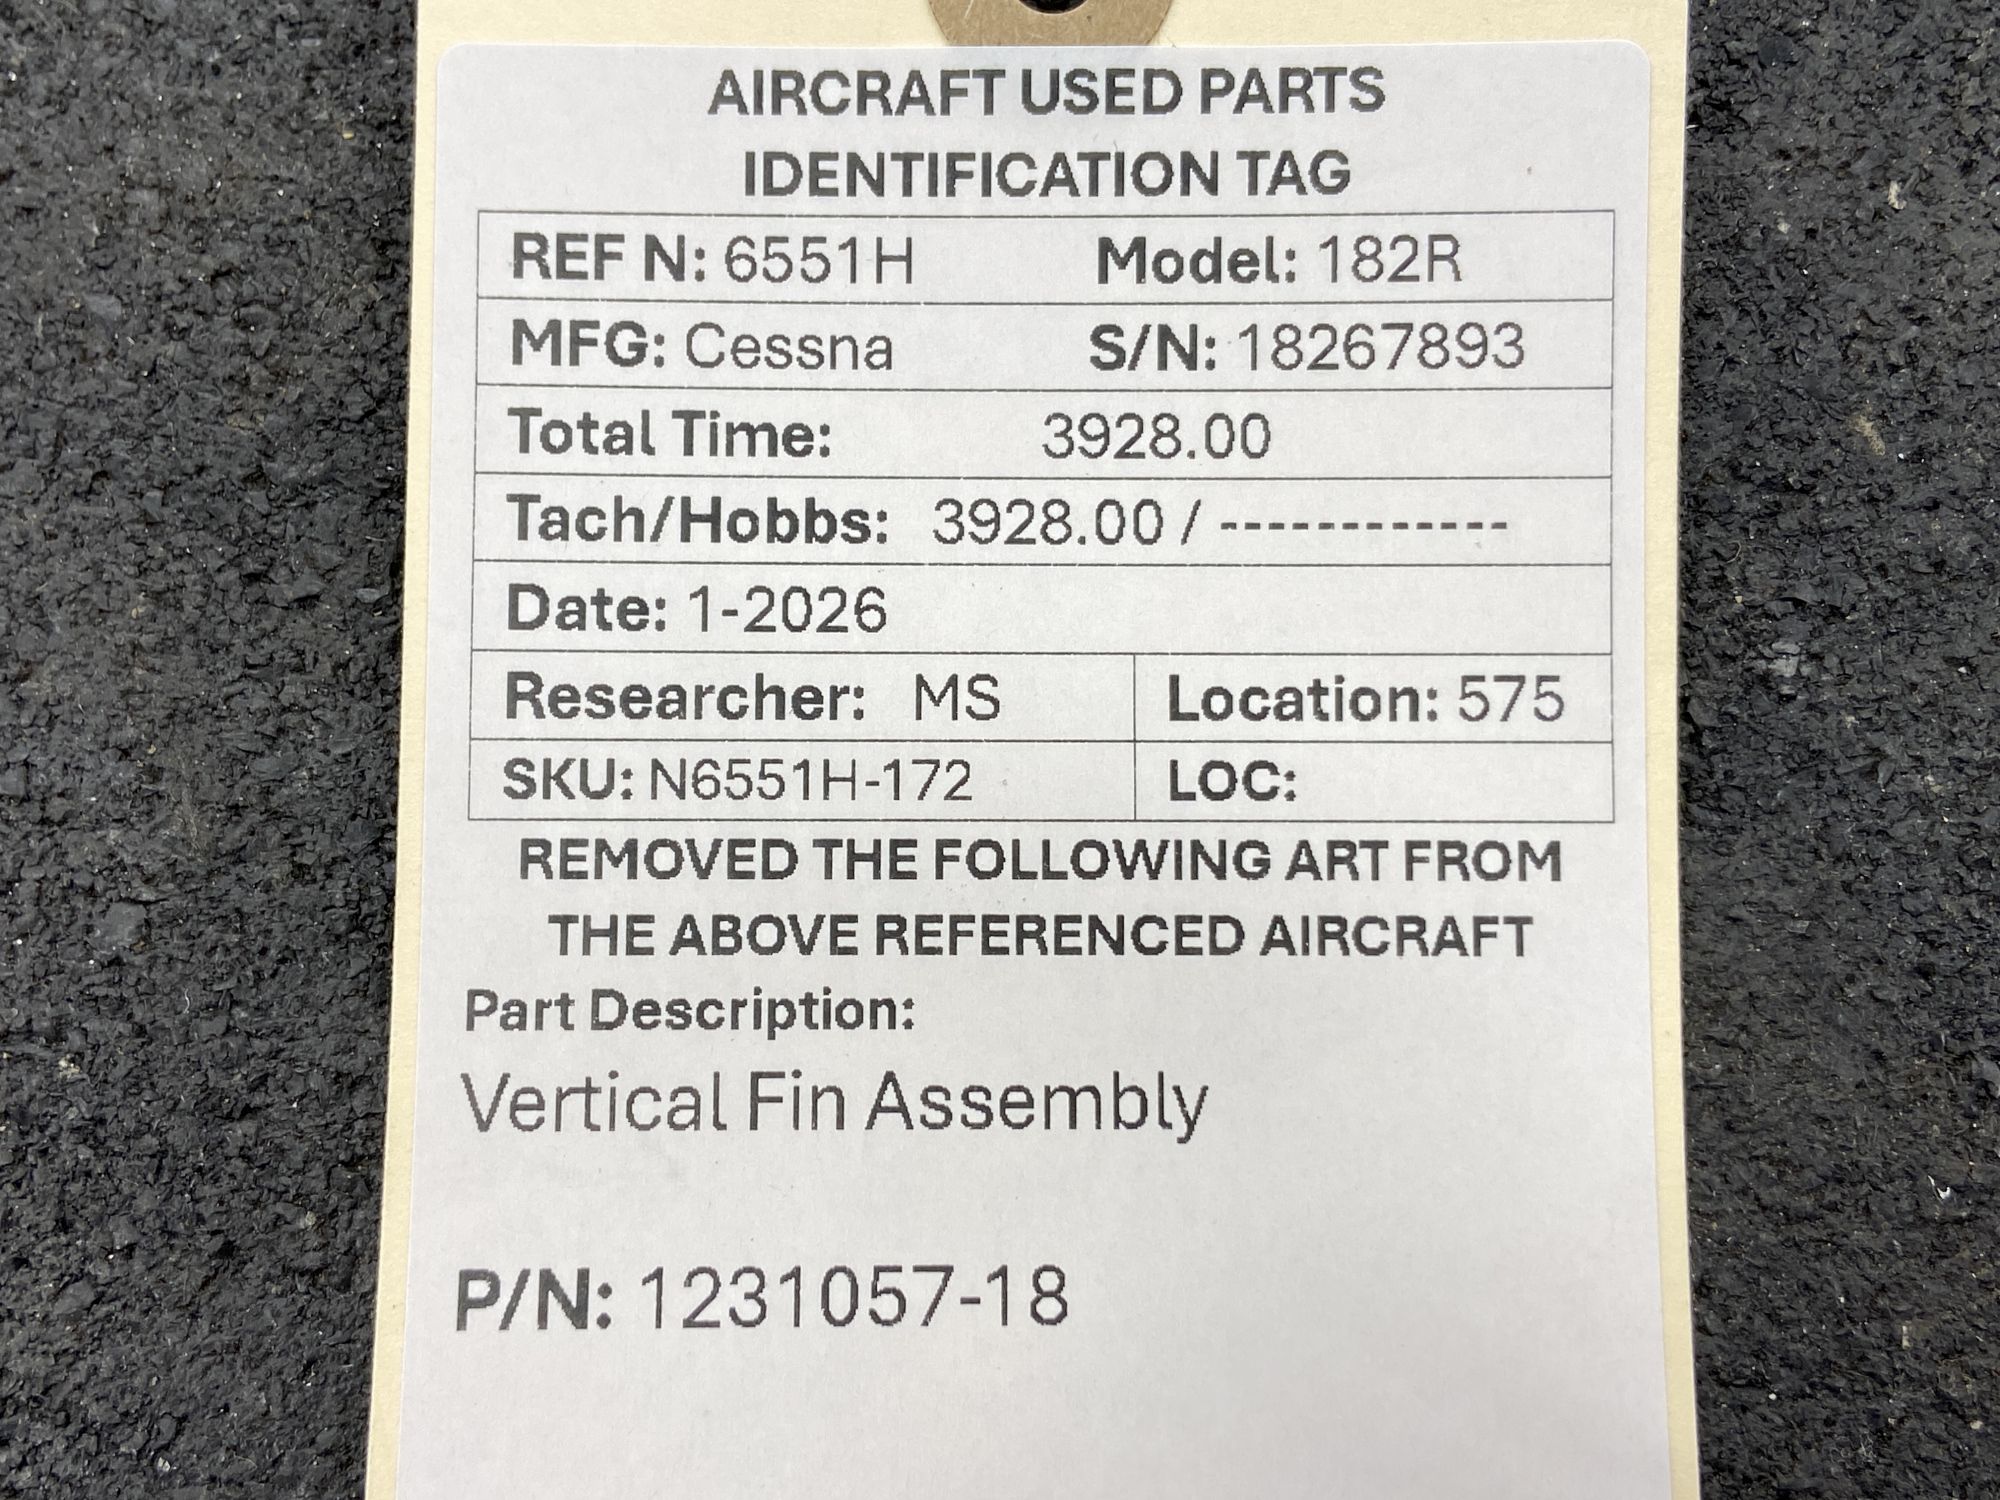 AIRCRAFT USED PARTS
IDENTIFICATION TAG
REF N: 6551H Model: 182R
MFG: Cessna S/N: 18267893
Total Time: 3928.00
Tach/Hobbs: 3928.00 / ------------
Date: 1-2026
Researcher: MS Location: 575
SKU: N6551H-172 LOC:
REMOVED THE FOLLOWING ART FROM
THE ABOVE REFERENCED AIRCRAFT
Part Description:
Vertical Fin Assembly
P/N: 1231057-18